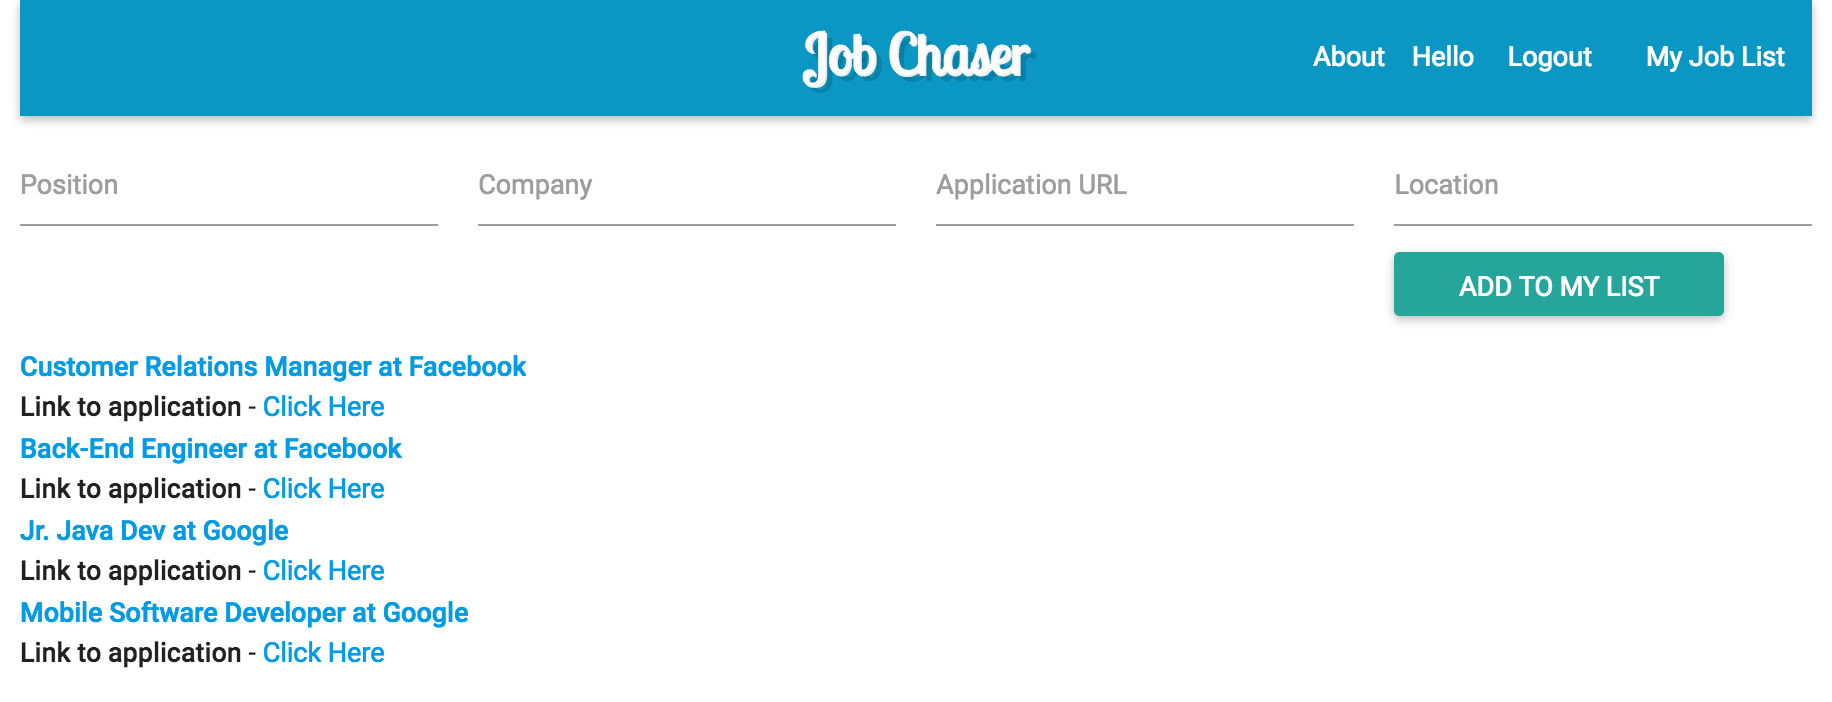 Job Chaser
About Hello Logout My Job List
Position Company Application URL Location
ADD TO MY LIST
Customer Relations Manager at Facebook
Link to application - Click Here
Back-End Engineer at Facebook
Link to application - Click Here
Jr. Java Dev at Google
Link to application - Click Here
Mobile Software Developer at Google
Link to application - Click Here